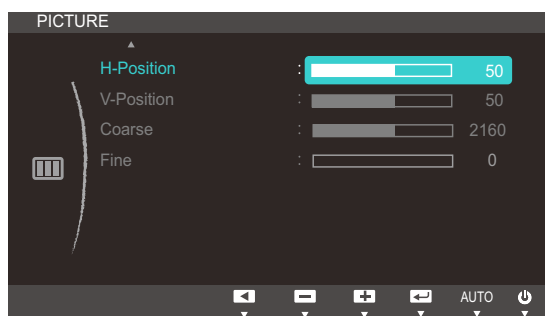 PICTURE
H-Position : 50
V-Position : 50
Coarse : 2160
Fine : 0
AUTO